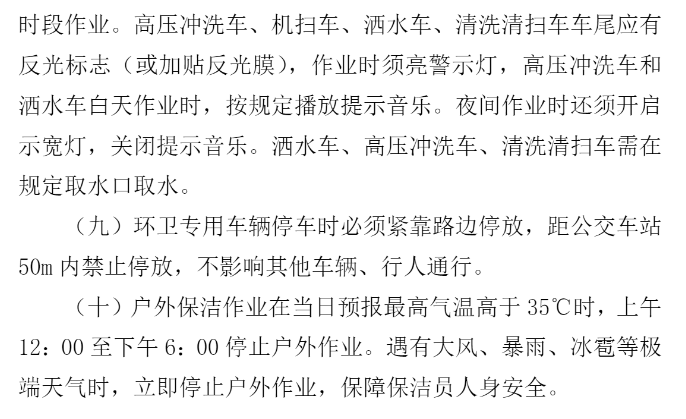 时段作业。高压冲洗车、机扫车、洒水车、清洗清扫车车尾应有
反光标志（或加贴反光膜），作业时须亮警示灯，高压冲洗车和
洒水车白天作业时，按规定播放提示音乐。夜间作业时还须开启
示宽灯，关闭提示音乐。洒水车、高压冲洗车、清洗清扫车需在
规定取水口取水。
（九）环卫专用车辆停车时必须紧靠路边停放，距公交车站
50m 内禁止停放，不影响其他车辆、行人通行。
（十）户外保洁作业在当日预报最高气温高于 35℃时，上午
12：00 至下午 6：00 停止户外作业。遇有大风、暴雨、冰雹等极
端天气时，立即停止户外作业，保障保洁员人身安全。